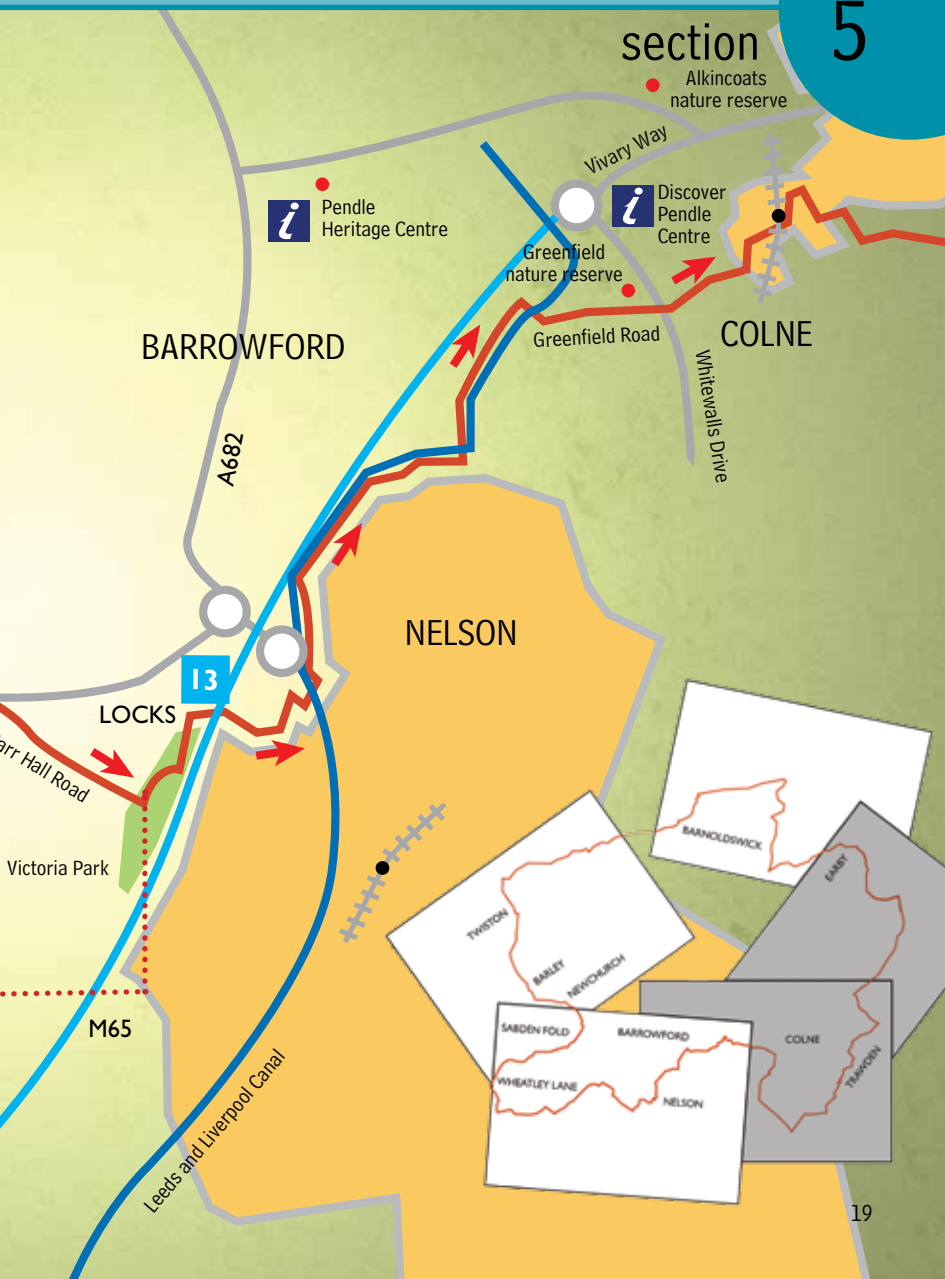 5
section
Alkincoats
nature reserve
Vivary Way
i
Discover
Pendle
Centre
i
Pendle
Heritage Centre
Greenfield
nature reserve
Greenfield Road
COLNE
BARROWFORD
Whitewalls Drive
A682
NELSON
13
LOCKS
arr Hall Road
Victoria Park
M65
Leeds and Liverpool Canal
BARNOLDSWICK
EARBY
TWISTON
BARLEY
NEWCHURCH
SABDEN FOLD
BARROWFORD
COLNE
TRAWDEN
WHEATLEY LANE
NELSON
19